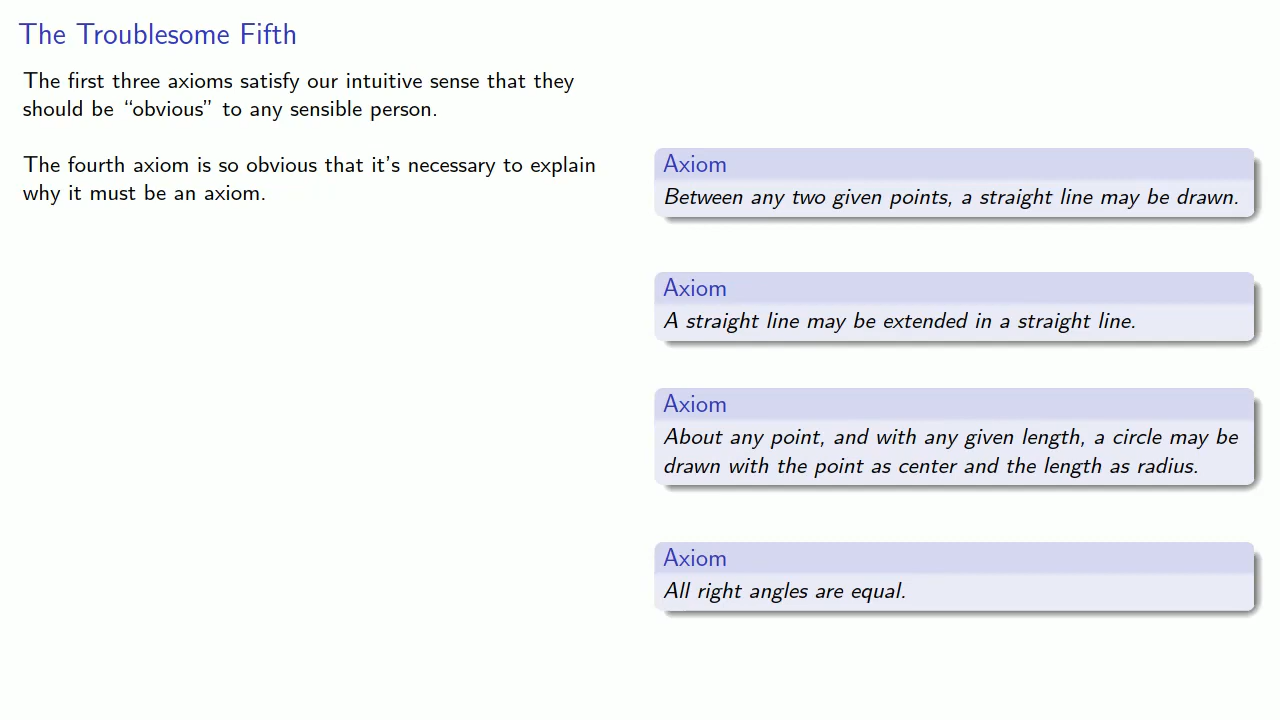 The Troublesome Fifth
The first three axioms satisfy our intuitive sense that they
should be “obvious” to any sensible person.
The fourth axiom is so obvious that it's necessary to explain
why it must be an axiom.
Axiom
Between any two given points, a straight line may be drawn.
Axiom
A straight line may be extended in a straight line.
Axiom
About any point, and with any given length, a circle may be
drawn with the point as center and the length as radius.
Axiom
All right angles are equal.